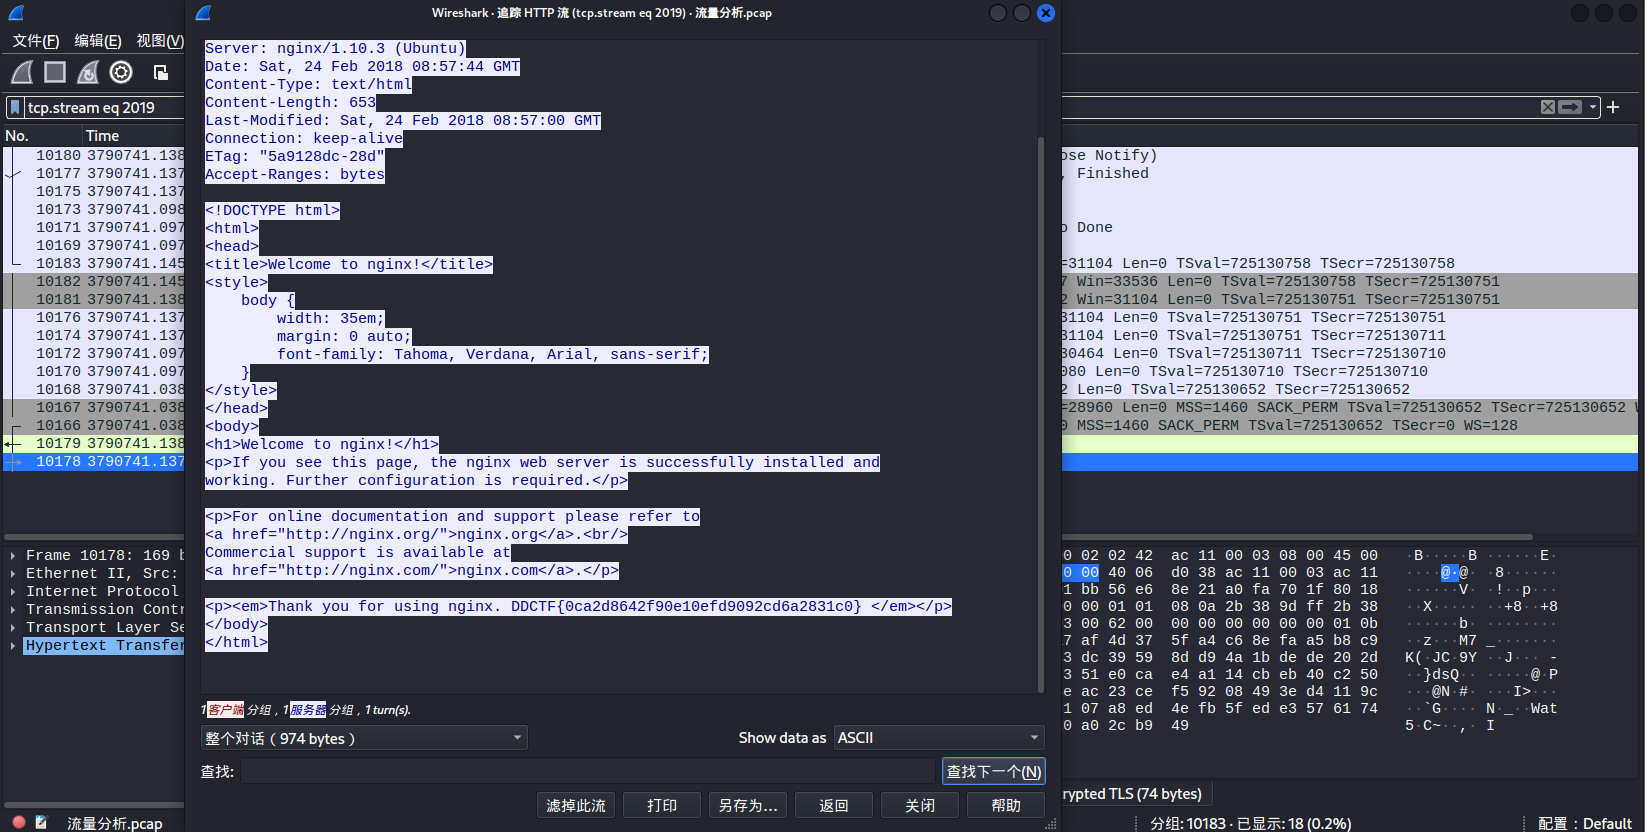 Wireshark · 追踪 HTTP 流 (tcp.stream eq 2019) · 流量分析.pcap
文件(F) 编辑(E) 视图(V)
tcp.stream eq 2019
No. Time
10180 3790741.138
10177 3790741.137
10175 3790741.137
10173 3790741.098
10171 3790741.097
10169 3790741.097
10183 3790741.145
10182 3790741.145
10181 3790741.138
10176 3790741.137
10174 3790741.137
10172 3790741.097
10170 3790741.097
10168 3790741.038
10167 3790741.038
10166 3790741.038
10179 3790741.138
10178 3790741.137
Frame 10178: 169 b
Ethernet II, Src:
Internet Protocol
Transmission Contr
Transport Layer Se
Hypertext Transfer
流量分析.pcap
Server: nginx/1.10.3 (Ubuntu)
Date: Sat, 24 Feb 2018 08:57:44 GMT
Content-Type: text/html
Content-Length: 653
Last-Modified: Sat, 24 Feb 2018 08:57:00 GMT
Connection: keep-alive
ETag: "5a9128dc-28d"
Accept-Ranges: bytes
<!DOCTYPE html>
<html>
<head>
<title>Welcome to nginx!</title>
<style>
body {
width: 35em;
margin: 0 auto;
font-family: Tahoma, Verdana, Arial, sans-serif;
}
</style>
</head>
<body>
<h1>Welcome to nginx!</h1>
<p>If you see this page, the nginx web server is successfully installed and
working. Further configuration is required.</p>
<p>For online documentation and support please refer to
<a href="http://nginx.org/">nginx.org</a>.<br/>
Commercial support is available at
<a href="http://nginx.com/">nginx.com</a>.</p>
<p><em>Thank you for using nginx. DDCTF{0ca2d8642f90e10efd9092cd6a2831c0} </em></p>
</body>
</html>
1 客户端 分组，1 服务器 分组，1 turn(s).
整个对话（974 bytes）
Show data as ASCII
查找:
查找下一个(N)
滤掉此流 打印 另存为… 返回 关闭 帮助
ose Notify)
, Finished
o Done
=31104 Len=0 TSval=725130758 TSecr=725130758
7 Win=33536 Len=0 TSval=725130758 TSecr=725130751
2 Win=31104 Len=0 TSval=725130751 TSecr=725130751
31104 Len=0 TSval=725130751 TSecr=725130751
31104 Len=0 TSval=725130751 TSecr=725130711
30464 Len=0 TSval=725130711 TSecr=725130710
080 Len=0 TSval=725130710 TSecr=725130710
2 Len=0 TSval=725130652 TSecr=725130652
=28960 Len=0 MSS=1460 SACK_PERM TSval=725130652 TSecr=725130652 W
0 MSS=1460 SACK_PERM TSval=725130652 TSecr=0 WS=128
0 02 02 42 ac 11 00 03 08 00 45 00 ·B·····B ······E·
0 00 40 06 d0 38 ac 11 00 03 ac 11 ····@·@· ·8······
1 bb 56 e6 8e 21 a0 fa 70 1f 80 18 ······V· ·!··p···
00 00 01 01 08 0a 2b 38 9d ff 2b 38 ··X····· ··+8··+8
03 00 62 00 00 00 00 00 00 00 01 0b ······b· ········
7 af 4d 37 5f a4 c6 8e fa a5 b8 c9 ··z···M7 _·······
3 dc 39 59 8d d9 4a 1b de de 20 2d K(·JC·9Y ··J··· -
3 51 e0 ca e4 a1 14 cb eb 40 c2 50 ··}dsQ·· ·····@·P
e ac 23 ce f5 92 08 49 3e d4 11 9c ···@N·#· ···I>···
1 07 a8 ed 4e fb 5f ed e3 57 61 74 ··`G···· N·_··Wat
0 a0 2c b9 49 5·C~··,· I
rypted TLS (74 bytes)
分组: 10183 · 已显示: 18 (0.2%)
配置：Default